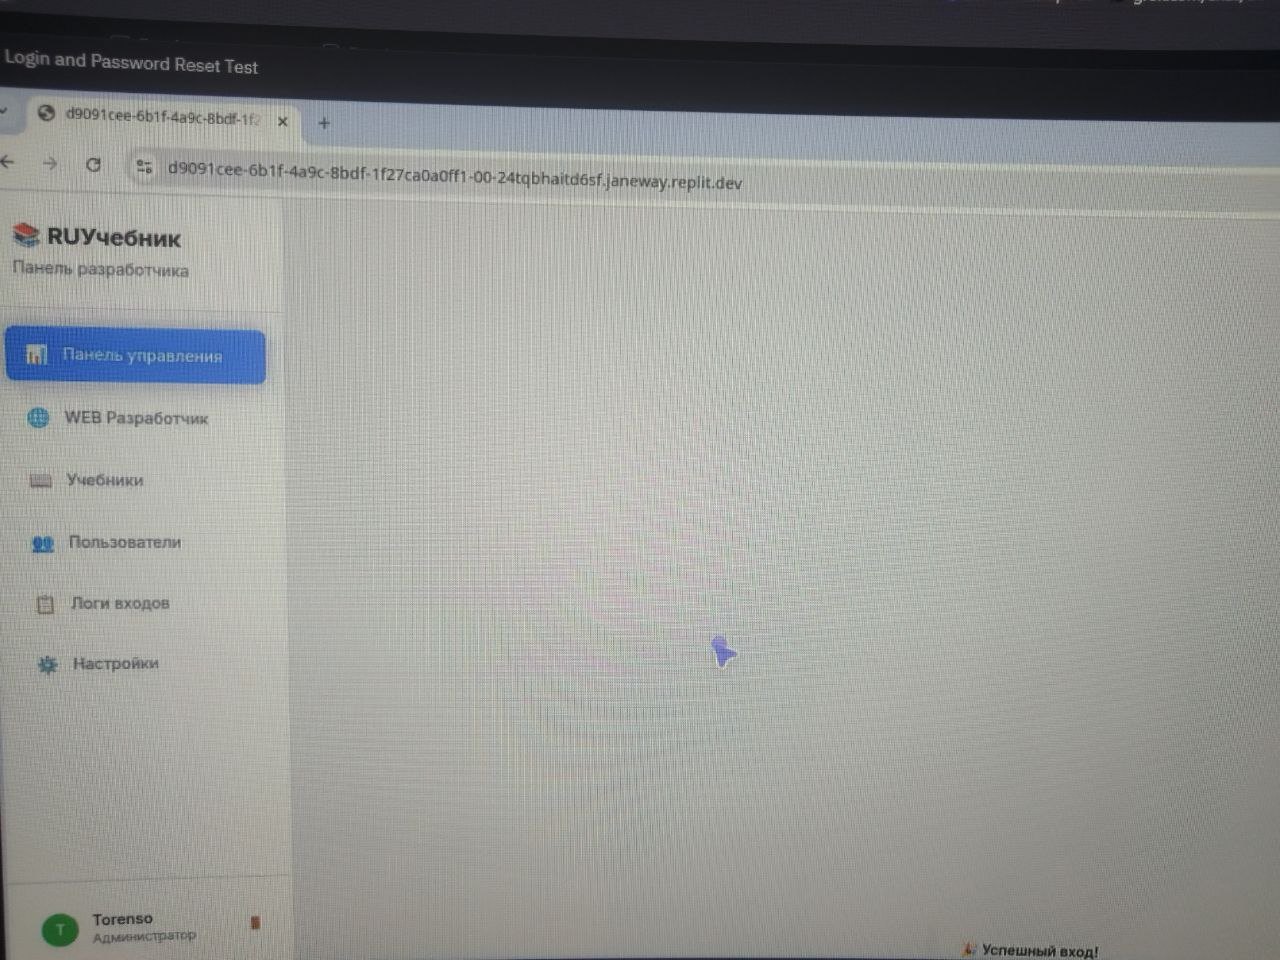 Login and Password Reset Test
d9091cee-6b1f-4a9c-8bdf-1f2
d9091cee-6b1f-4a9c-8bdf-1f27ca0a0ff1-00-24tqbhaitd6sf.janeway.replit.dev
📚 RUУчебник
Панель разработчика
Панель управления
WEB Разработчик
Учебники
Пользователи
Логи входов
Настройки
T
Torenso
Администратор
🎉 Успешный вход!